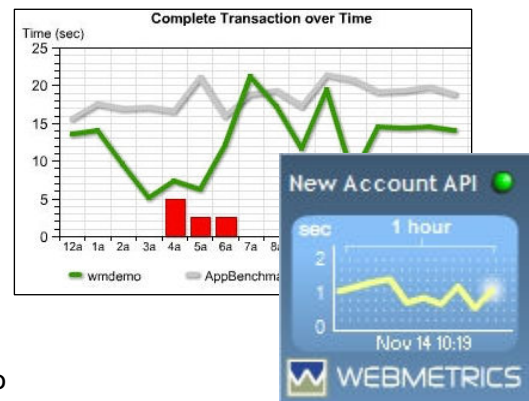 Complete Transaction over Time
Time (sec)
25
20
15
10
5
0
12a 1a 2a 3a 4a 5a 6a 7a
wmdemo AppBenchma
New Account API
sec 1 hour
2
1
0
Nov 14 10:19
WEBMETRICS